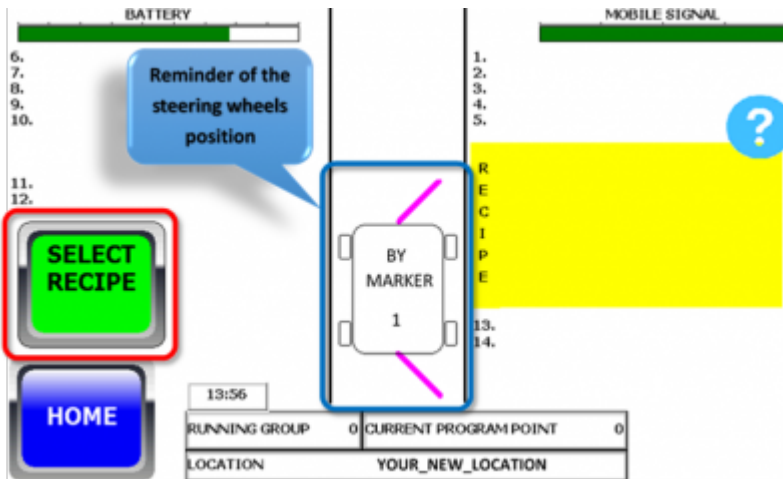 BATTERY
MOBILE SIGNAL
6.
7.
8.
9.
10.
11.
12.
Reminder of the
steering wheels
position
1.
2.
3.
4.
5.
?
R
E
C
I
P
E
SELECT
RECIPE
BY
MARKER
1
13.
14.
HOME
13:56
RUNNING GROUP 0 CURRENT PROGRAM POINT 0
LOCATION YOUR_NEW_LOCATION